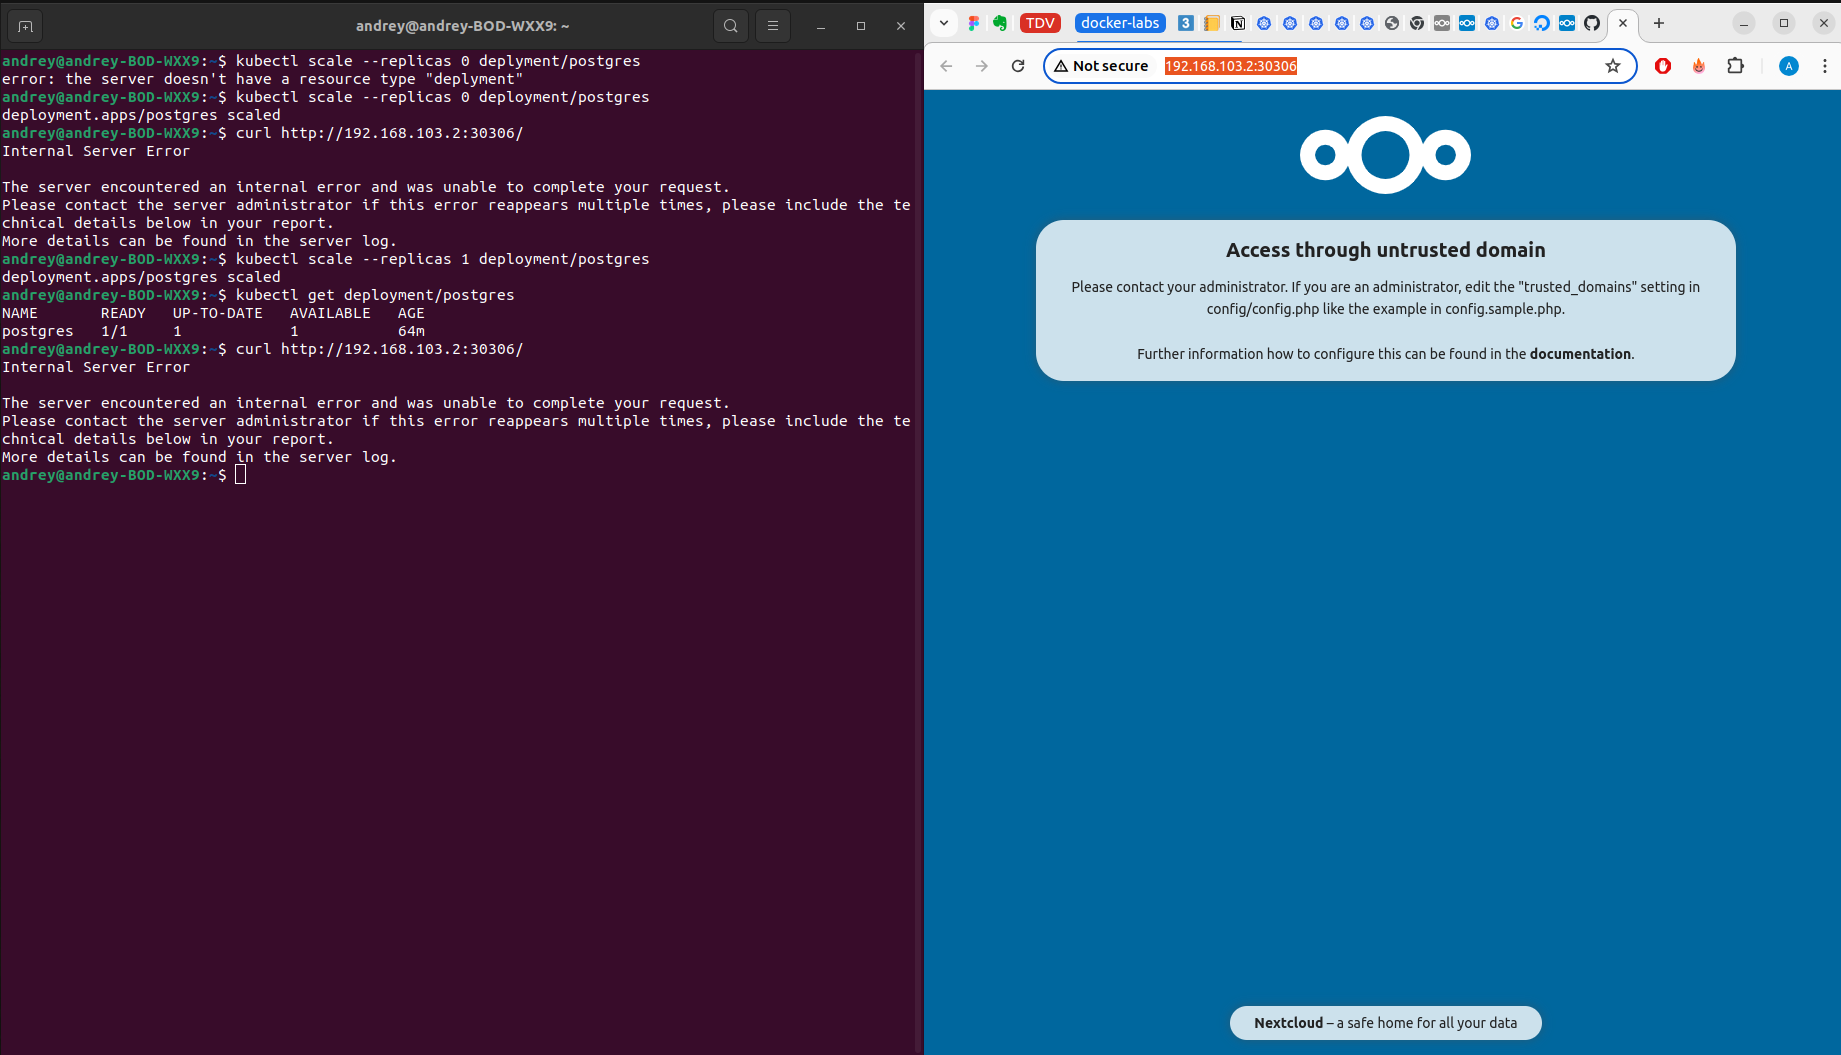 andrey@andrey-BOD-WXX9: ~
andrey@andrey-BOD-WXX9:~$ kubectl scale --replicas 0 deplyment/postgres
error: the server doesn't have a resource type "deplyment"
andrey@andrey-BOD-WXX9:~$ kubectl scale --replicas 0 deployment/postgres
deployment.apps/postgres scaled
andrey@andrey-BOD-WXX9:~$ curl http://192.168.103.2:30306/
Internal Server Error
The server encountered an internal error and was unable to complete your request.
Please contact the server administrator if this error reappears multiple times, please include the te
chnical details below in your report.
More details can be found in the server log.
andrey@andrey-BOD-WXX9:~$ kubectl scale --replicas 1 deployment/postgres
deployment.apps/postgres scaled
andrey@andrey-BOD-WXX9:~$ kubectl get deployment/postgres
NAME READY UP-TO-DATE AVAILABLE AGE
postgres 1/1 1 1 64m
andrey@andrey-BOD-WXX9:~$ curl http://192.168.103.2:30306/
Internal Server Error
The server encountered an internal error and was unable to complete your request.
Please contact the server administrator if this error reappears multiple times, please include the te
chnical details below in your report.
More details can be found in the server log.
andrey@andrey-BOD-WXX9:~$
TDV docker-labs 3
Not secure 192.168.103.2:30306 A
Access through untrusted domain
Please contact your administrator. If you are an administrator, edit the "trusted_domains" setting in
config/config.php like the example in config.sample.php.
Further information how to configure this can be found in the documentation.
Nextcloud – a safe home for all your data